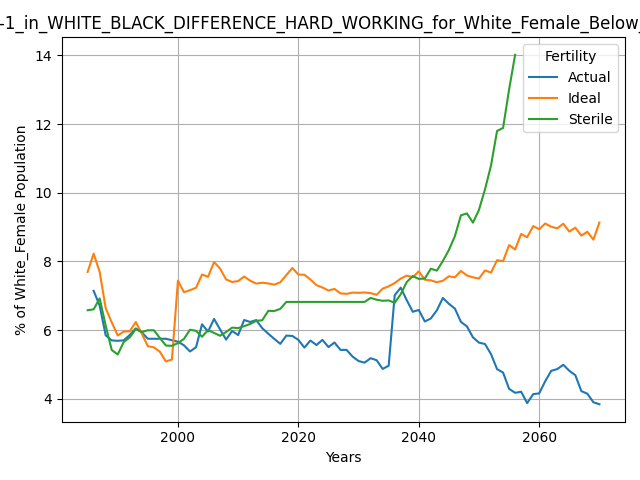 -1_in_WHITE_BLACK_DIFFERENCE_HARD_WORKING_for_White_Female_Below_
14
12
10
8
6
4
% of White_Female Population
2000
2020
2040
2060
Years
Fertility
Actual
Ideal
Sterile